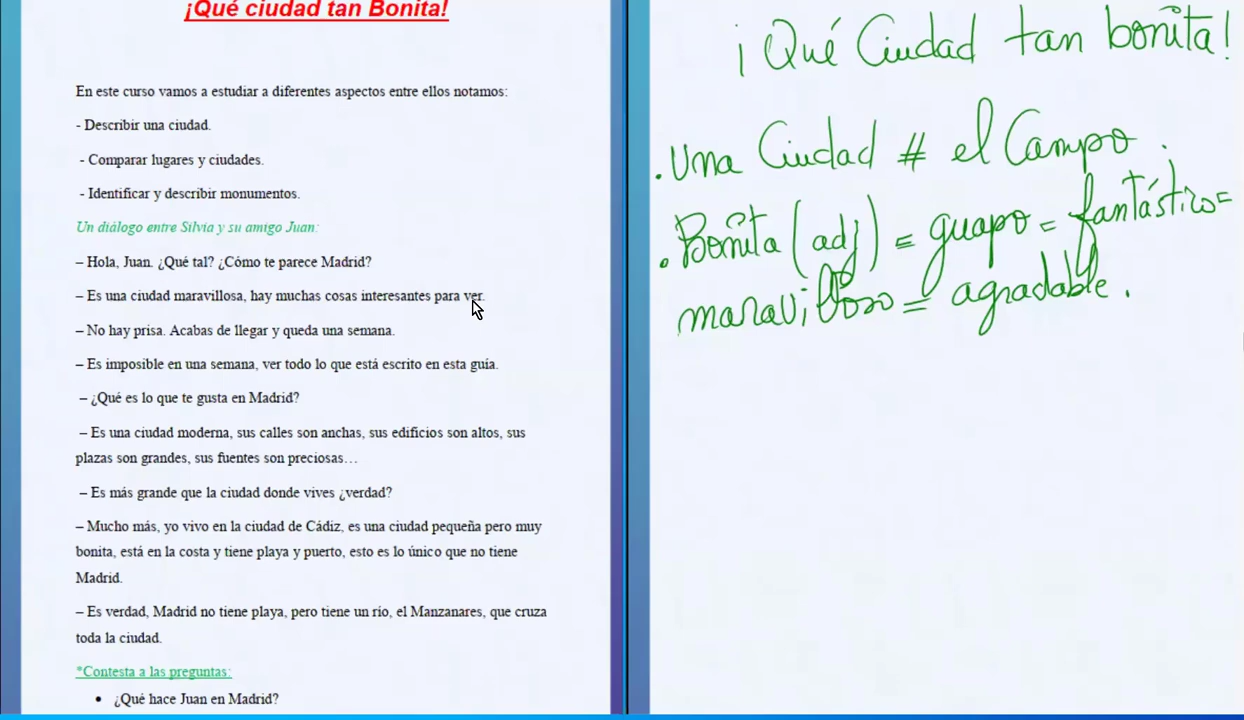 ¡Qué ciudad tan Bonita!
En este curso vamos a estudiar a diferentes aspectos entre ellos notamos:
- Describir una ciudad.
- Comparar lugares y ciudades.
- Identificar y describir monumentos.
Un diálogo entre Silvia y su amigo Juan:
– Hola, Juan. ¿Qué tal? ¿Cómo te parece Madrid?
– Es una ciudad maravillosa, hay muchas cosas interesantes para ver.
– No hay prisa. Acabas de llegar y queda una semana.
– Es imposible en una semana, ver todo lo que está escrito en esta guía.
– ¿Qué es lo que te gusta en Madrid?
– Es una ciudad moderna, sus calles son anchas, sus edificios son altos, sus
plazas son grandes, sus fuentes son preciosas…
– Es más grande que la ciudad donde vives ¿verdad?
– Mucho más, yo vivo en la ciudad de Cádiz, es una ciudad pequeña pero muy
bonita, está en la costa y tiene playa y puerto, esto es lo único que no tiene
Madrid.
– Es verdad, Madrid no tiene playa, pero tiene un río, el Manzanares, que cruza
toda la ciudad.
*Contesta a las preguntas:
• ¿Qué hace Juan en Madrid?
¡Qué Ciudad tan bonita!
. Una Ciudad # el Campo.
. Bonita (adj) = guapo = fantástico =
maravilloso = agradable.